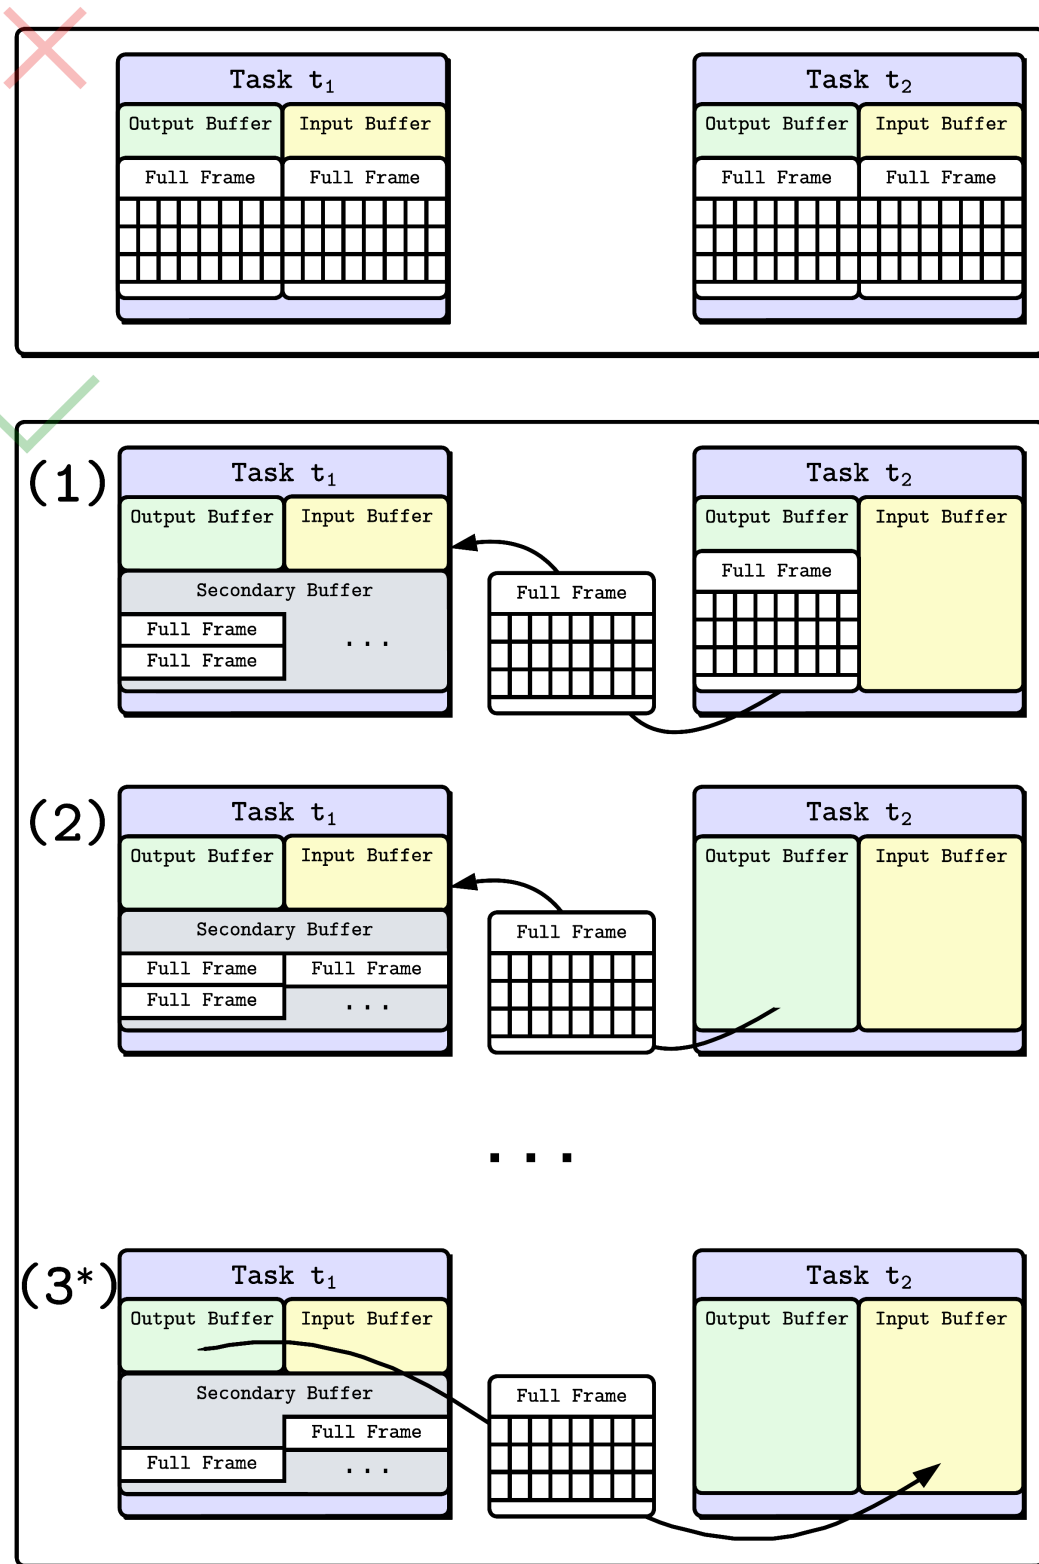 Task t₁
Task t₂
Output Buffer
Input Buffer
Output Buffer
Input Buffer
Full Frame
Full Frame
Full Frame
Full Frame
(1)
Task t₁
Task t₂
Output Buffer
Input Buffer
Output Buffer
Input Buffer
Full Frame
Secondary Buffer
Full Frame
Full Frame
Full Frame
...
(2)
Task t₁
Task t₂
Output Buffer
Input Buffer
Output Buffer
Input Buffer
Secondary Buffer
Full Frame
Full Frame
Full Frame
Full Frame
...
...
(3*)
Task t₁
Task t₂
Output Buffer
Input Buffer
Output Buffer
Input Buffer
Secondary Buffer
Full Frame
Full Frame
Full Frame
...